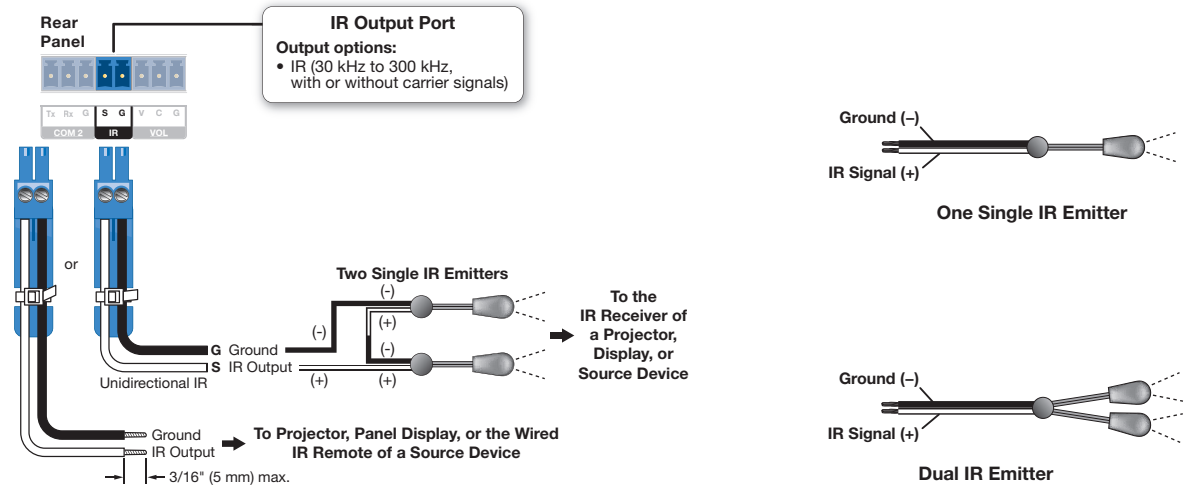 Rear
Panel
IR Output Port
Output options:
• IR (30 kHz to 300 kHz,
with or without carrier signals)
Tx Rx G S G V C G
COM 2 IR VOL
or
Two Single IR Emitters
(-)
(+)
(-)
(-)
(+)
(+)
G Ground
S IR Output
Unidirectional IR
To the
IR Receiver of
a Projector,
Display, or
Source Device
Ground
IR Output
To Projector, Panel Display, or the Wired
IR Remote of a Source Device
3/16" (5 mm) max.
Ground (–)
IR Signal (+)
One Single IR Emitter
Ground (–)
IR Signal (+)
Dual IR Emitter